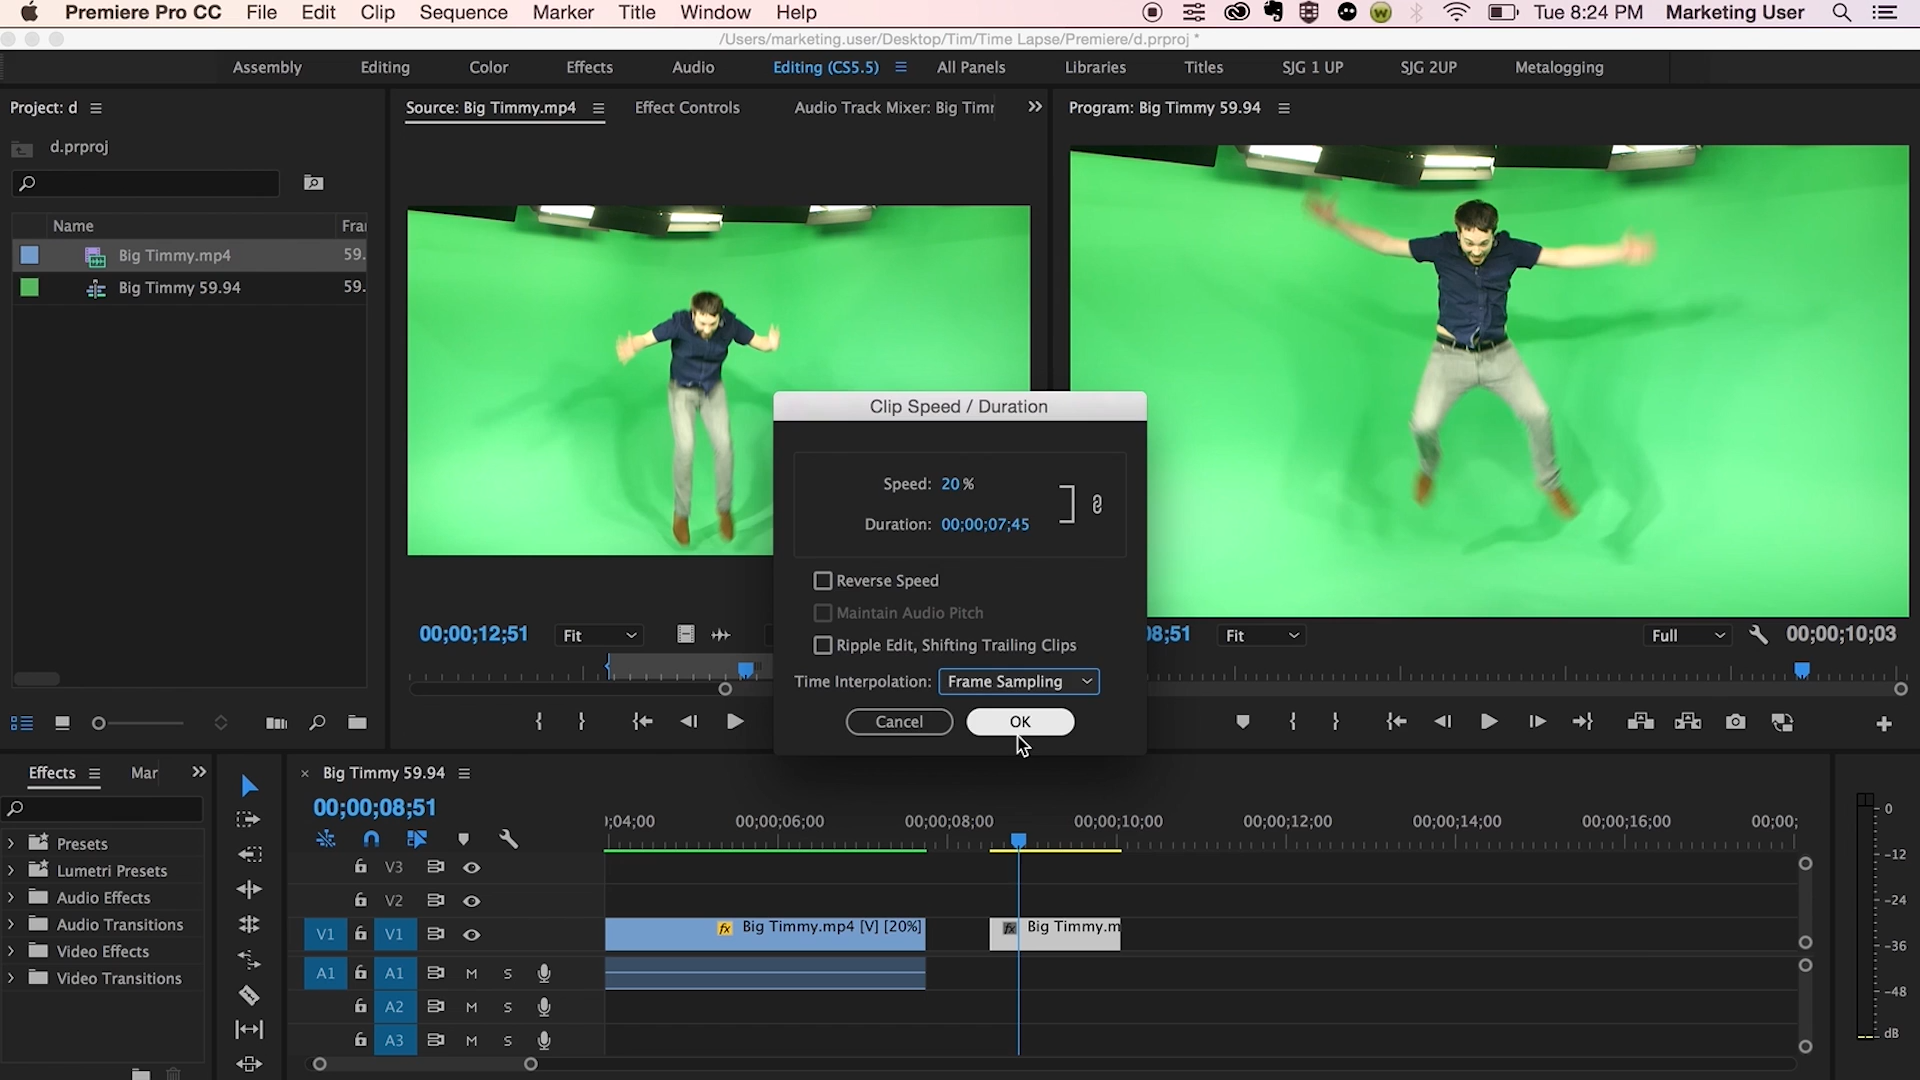 Premiere Pro CC File Edit Clip Sequence Marker Title Window Help Tue 8:24 PM Marketing User
/Users/marketing.user/Desktop/Tim/Time Lapse/Premiere/d.prproj *
Assembly Editing Color Effects Audio Editing (CS5.5) All Panels Libraries Titles SJG 1 UP SJG 2UP Metalogging
Project: d
Source: Big Timmy.mp4 Effect Controls Audio Track Mixer: Big Timr
Program: Big Timmy 59.94
d.prproj
Name Fra
Big Timmy.mp4 59.
Big Timmy 59.94 59.
Clip Speed / Duration
Speed: 20 %
Duration: 00;00;07;45
Reverse Speed
Maintain Audio Pitch
Ripple Edit, Shifting Trailing Clips
Time Interpolation: Frame Sampling
Cancel OK
00;00;12;51 Fit
08;51 Fit Full 00;00;10;03
Effects Mar
Big Timmy 59.94
00;00;08;51
;04;00 00;00;06;00 00;00;08;00 00;00;10;00 00;00;12;00 00;00;14;00 00;00;16;00 00;00;
Presets
Lumetri Presets
Audio Effects
Audio Transitions
Video Effects
Video Transitions
V3
V2
V1 V1 fx Big Timmy.mp4 [V] [20%] fx Big Timmy.m
A1 A1 M S
A2 M S
A3 M S
0
-12
-24
-36
-48
dB